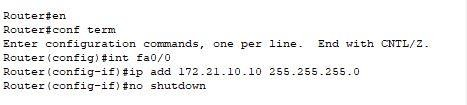 Router#en
Router#conf term
Enter configuration commands, one per line.  End with CNTL/Z.
Router(config)#int fa0/0
Router(config-if)#ip add 172.21.10.10 255.255.255.0
Router(config-if)#no shutdown